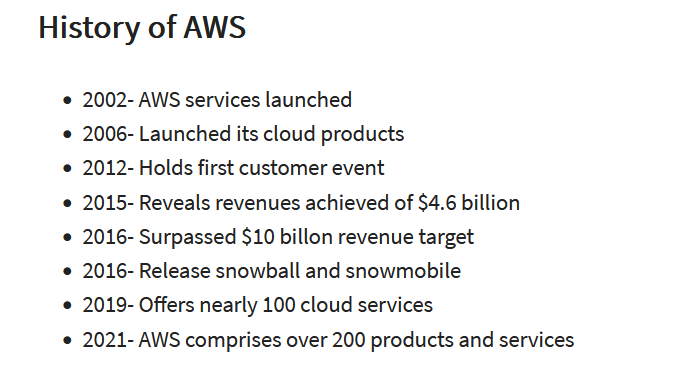 History of AWS
• 2002- AWS services launched
• 2006- Launched its cloud products
• 2012- Holds first customer event
• 2015- Reveals revenues achieved of $4.6 billion
• 2016- Surpassed $10 billon revenue target
• 2016- Release snowball and snowmobile
• 2019- Offers nearly 100 cloud services
• 2021- AWS comprises over 200 products and services